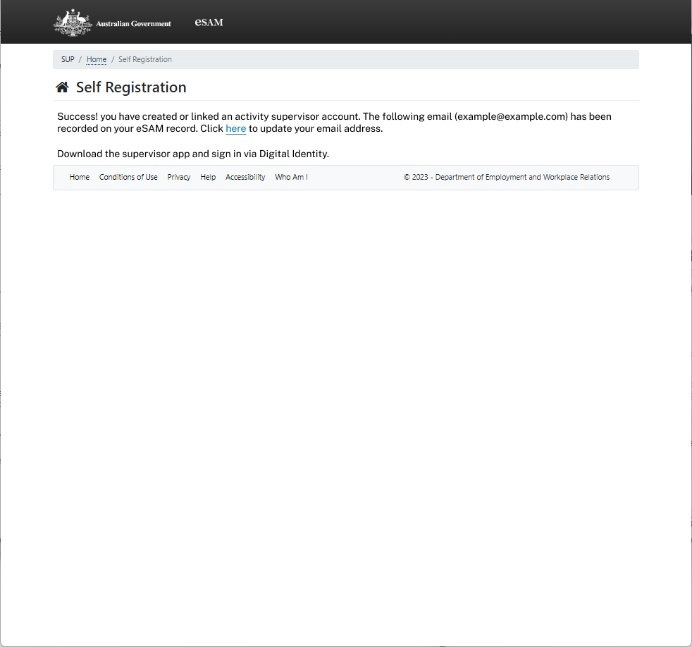 Australian Government eSAM
SUP / Home / Self Registration
Self Registration
Success! you have created or linked an activity supervisor account. The following email (example@example.com) has been
recorded on your eSAM record. Click here to update your email address.
Download the supervisor app and sign in via Digital Identity.
Home Conditions of Use Privacy Help Accessibility Who Am I © 2023 - Department of Employment and Workplace Relations